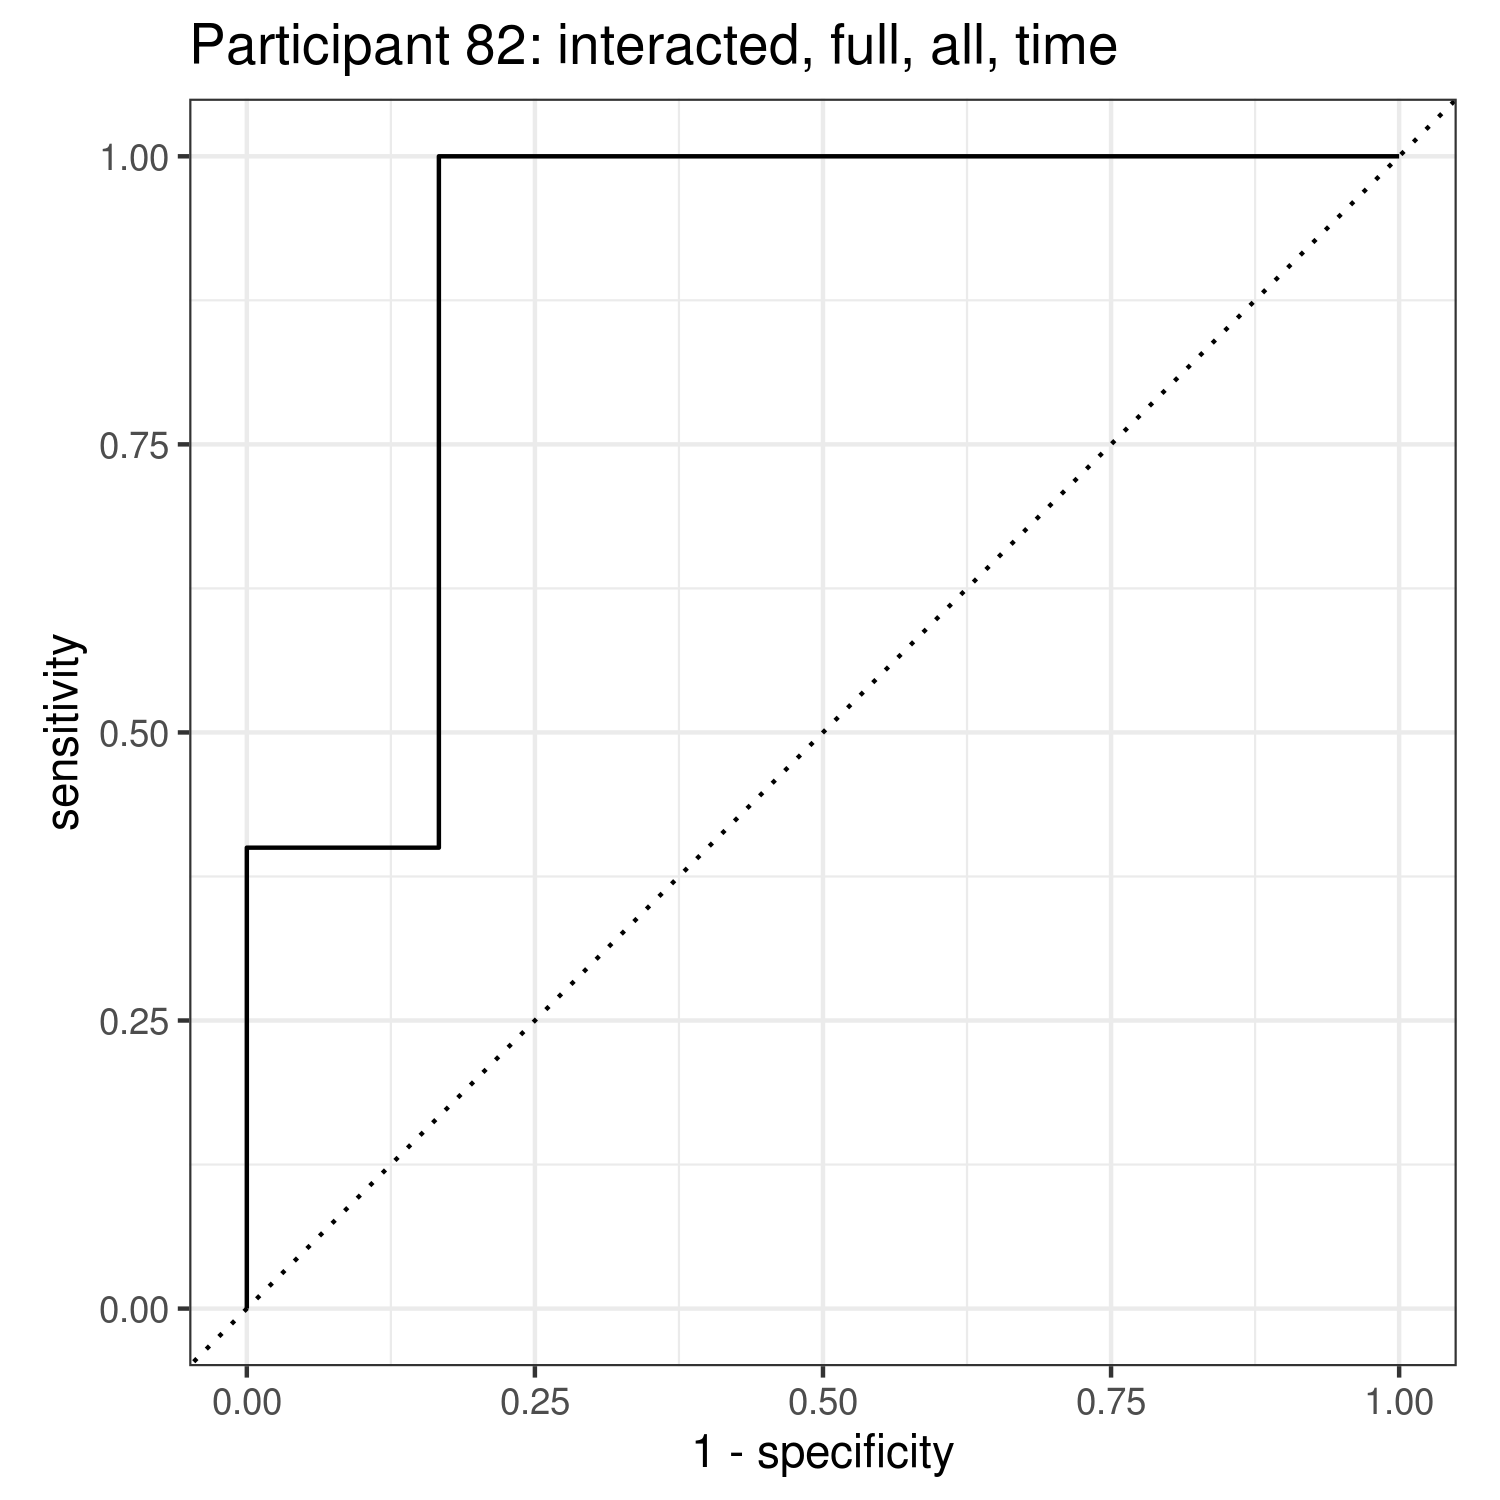 Participant 82: interacted, full, all, time
1.00
0.75
0.50
0.25
0.00
sensitivity
0.00 0.25 0.50 0.75 1.00
1 - specificity